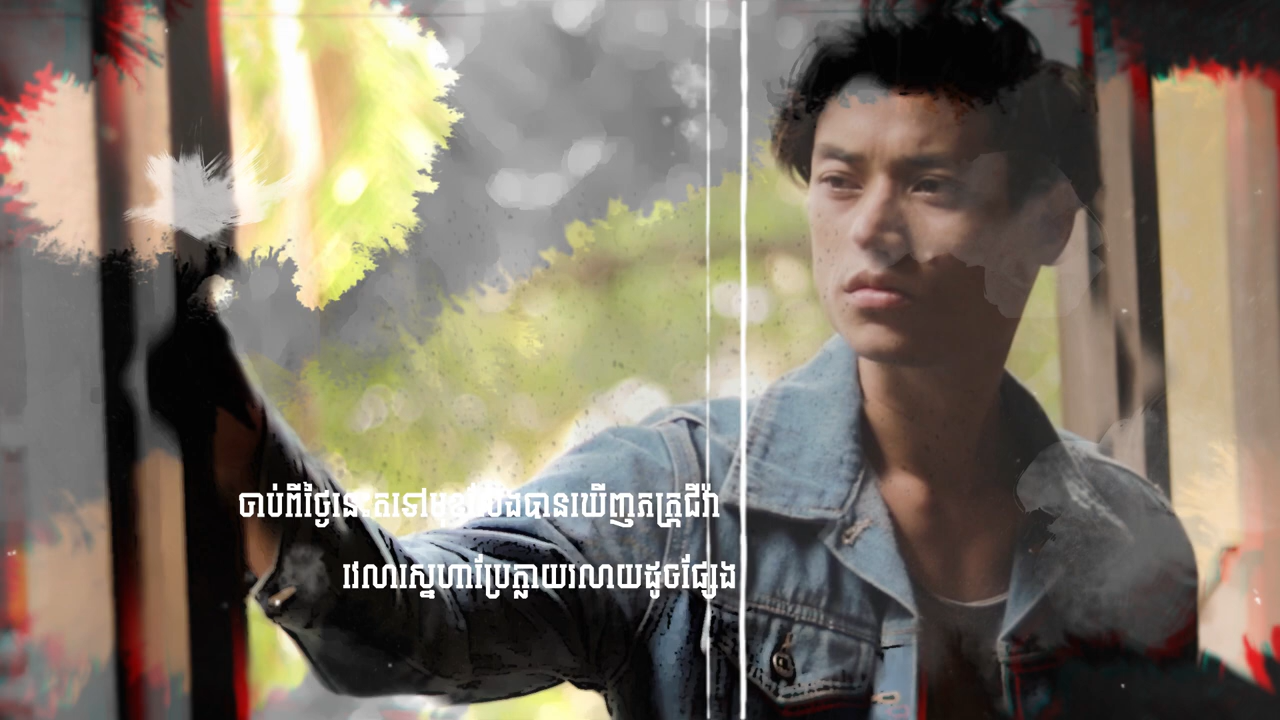 ចាប់ពីថ្ងៃនេះតទៅមុខលែងបានឃើញភក្ត្រជីវ៉ា
វេលាស្នេហាប្រែក្លាយរលាយដូចផ្សែង